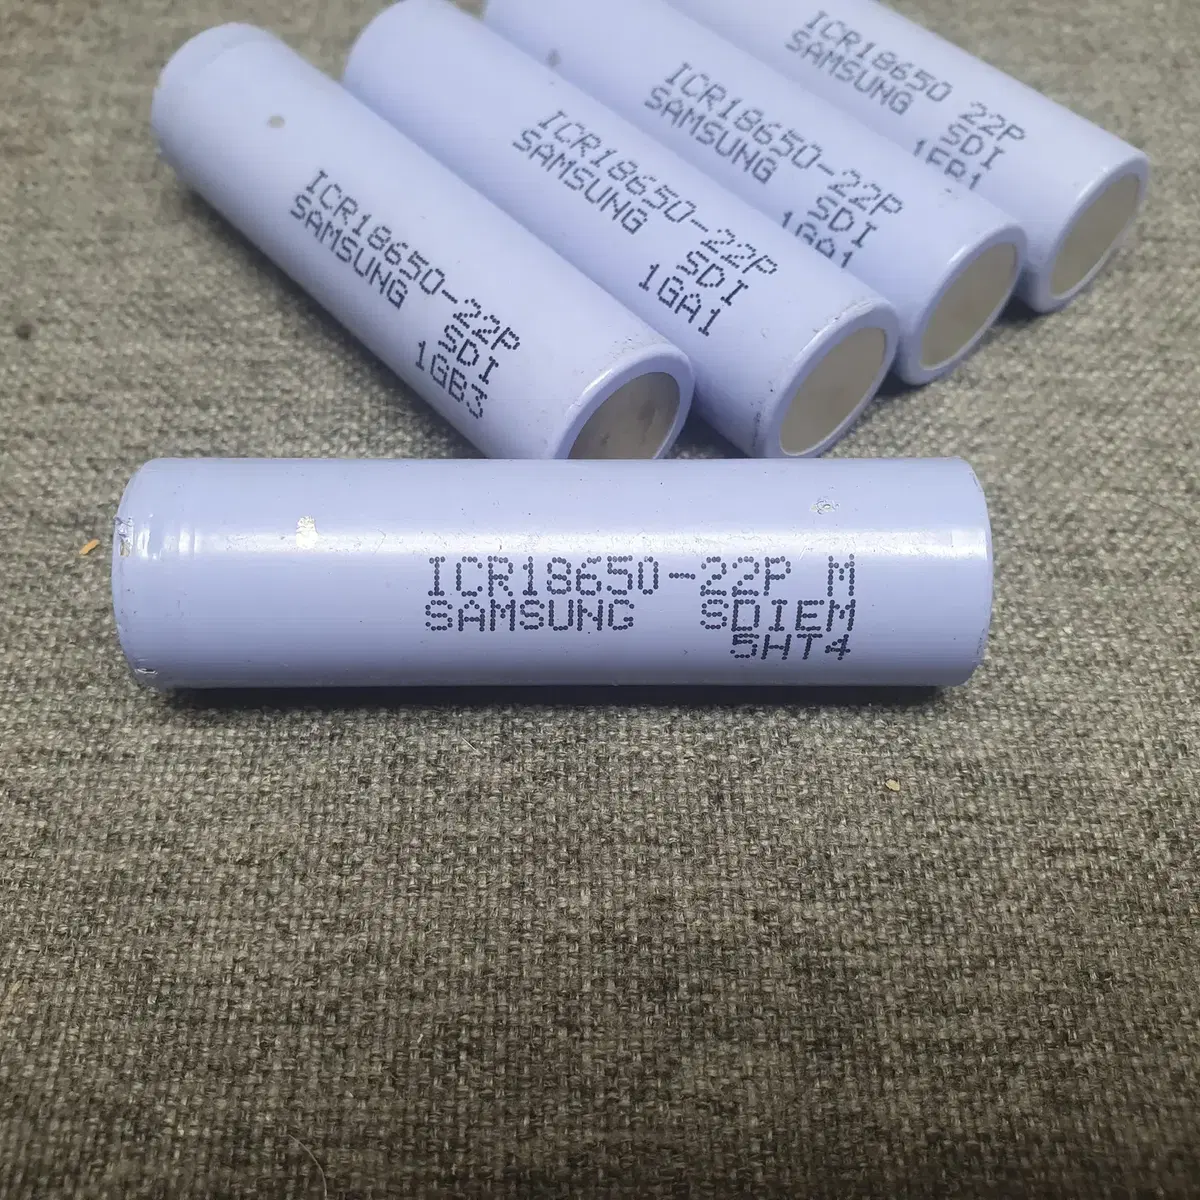 ICR18650-22P
SAMSUNG SDI
1GB3
ICR18650-22P
SAMSUNG SDI
1GA1
ICR18650-22P
SAMSUNG SDI
1GA1
ICR18650 22P
SAMSUNG SDI
ICR18650-22P M
SAMSUNG SDIEM
5HT4